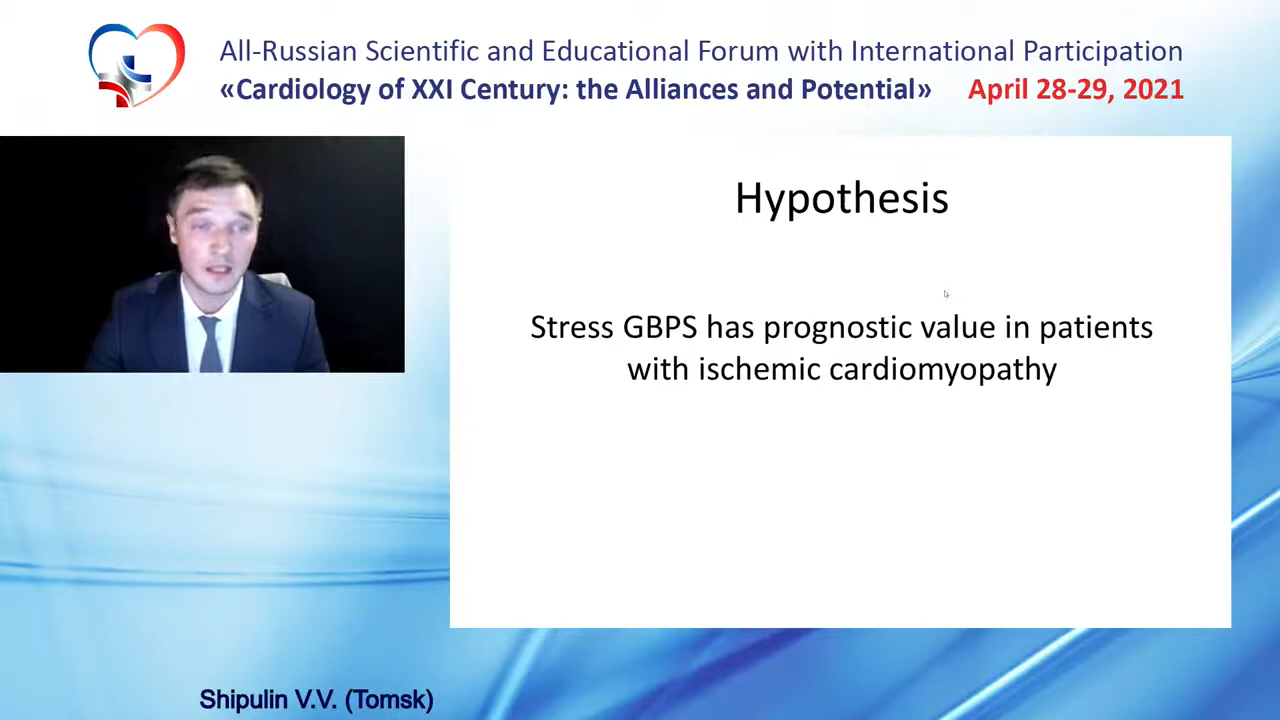 All-Russian Scientific and Educational Forum with International Participation
«Cardiology of XXI Century: the Alliances and Potential» April 28-29, 2021
Hypothesis
Stress GBPS has prognostic value in patients
with ischemic cardiomyopathy
Shipulin V.V. (Tomsk)